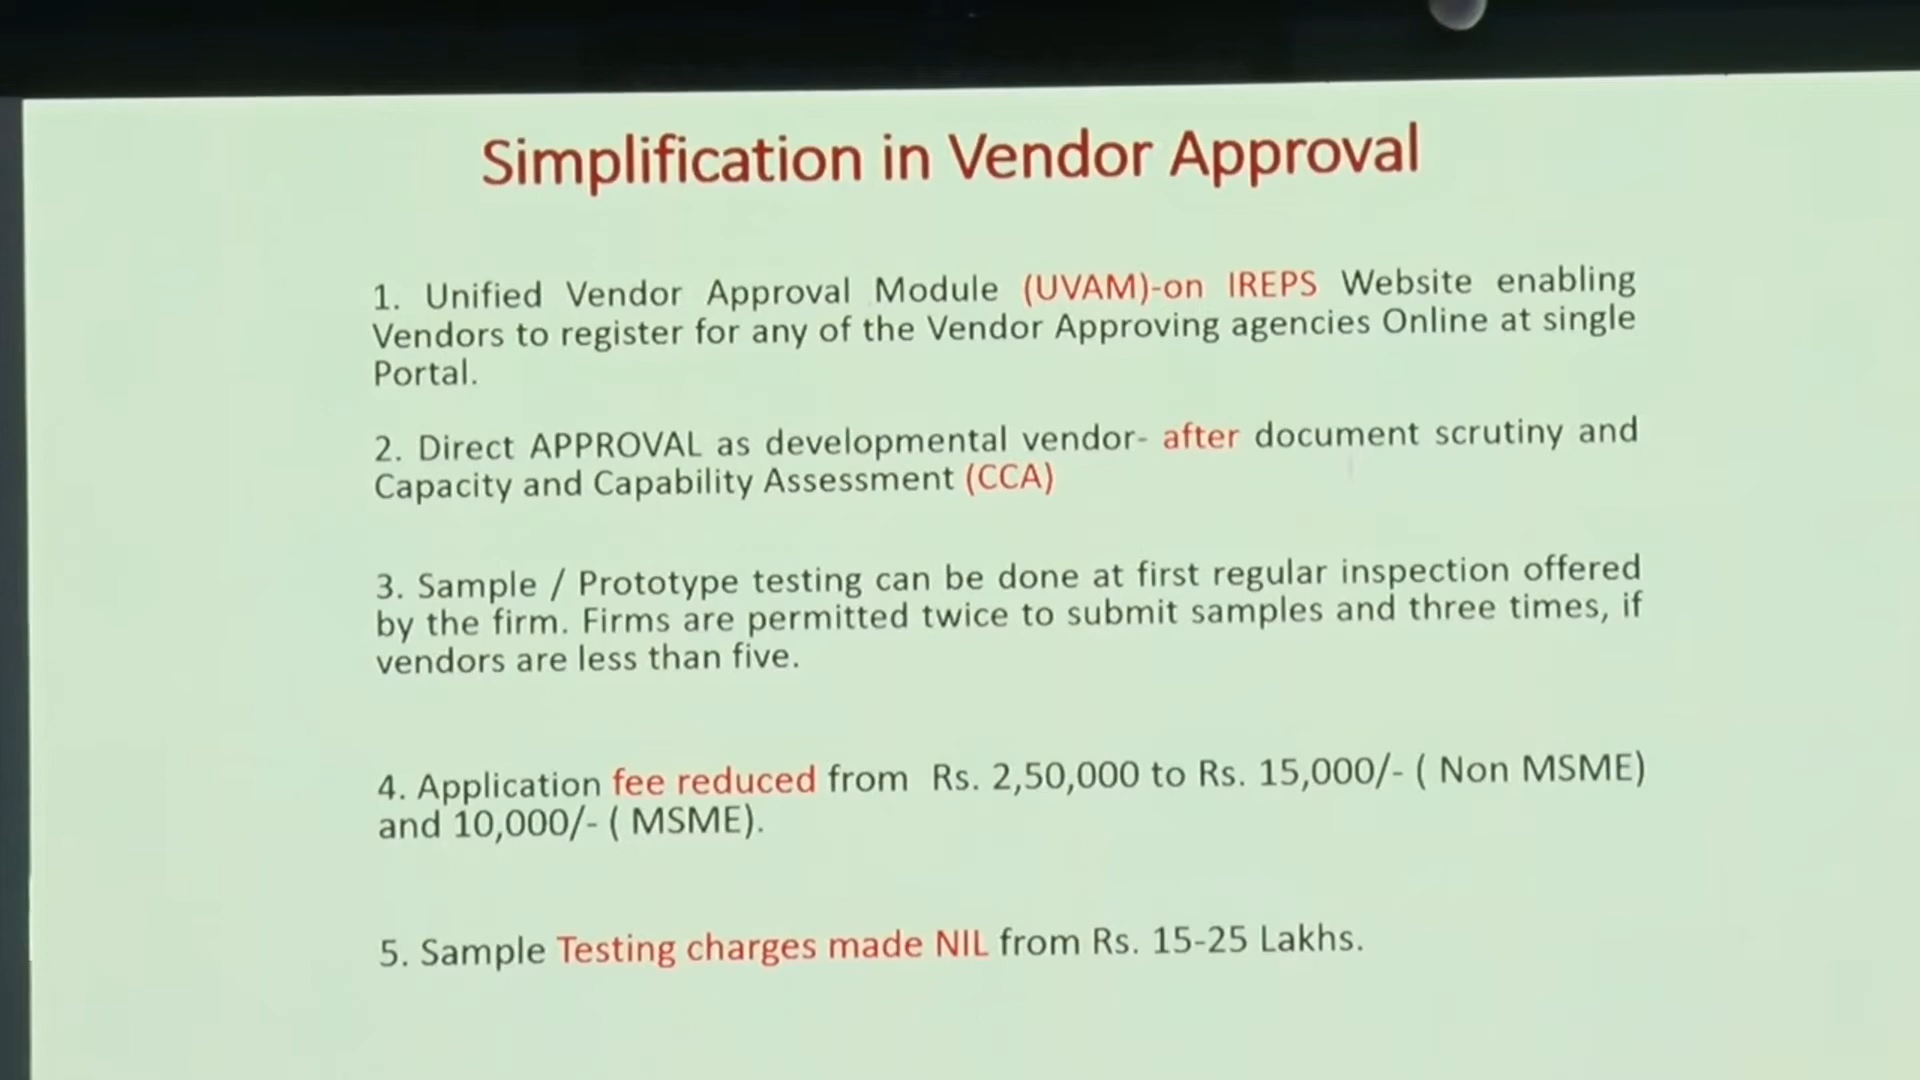 Simplification in Vendor Approval
1. Unified Vendor Approval Module (UVAM)-on IREPS Website enabling
Vendors to register for any of the Vendor Approving agencies Online at single
Portal.
2. Direct APPROVAL as developmental vendor- after document scrutiny and
Capacity and Capability Assessment (CCA)
3. Sample / Prototype testing can be done at first regular inspection offered
by the firm. Firms are permitted twice to submit samples and three times, if
vendors are less than five.
4. Application fee reduced from Rs. 2,50,000 to Rs. 15,000/- ( Non MSME)
and 10,000/- ( MSME).
5. Sample Testing charges made NIL from Rs. 15-25 Lakhs.